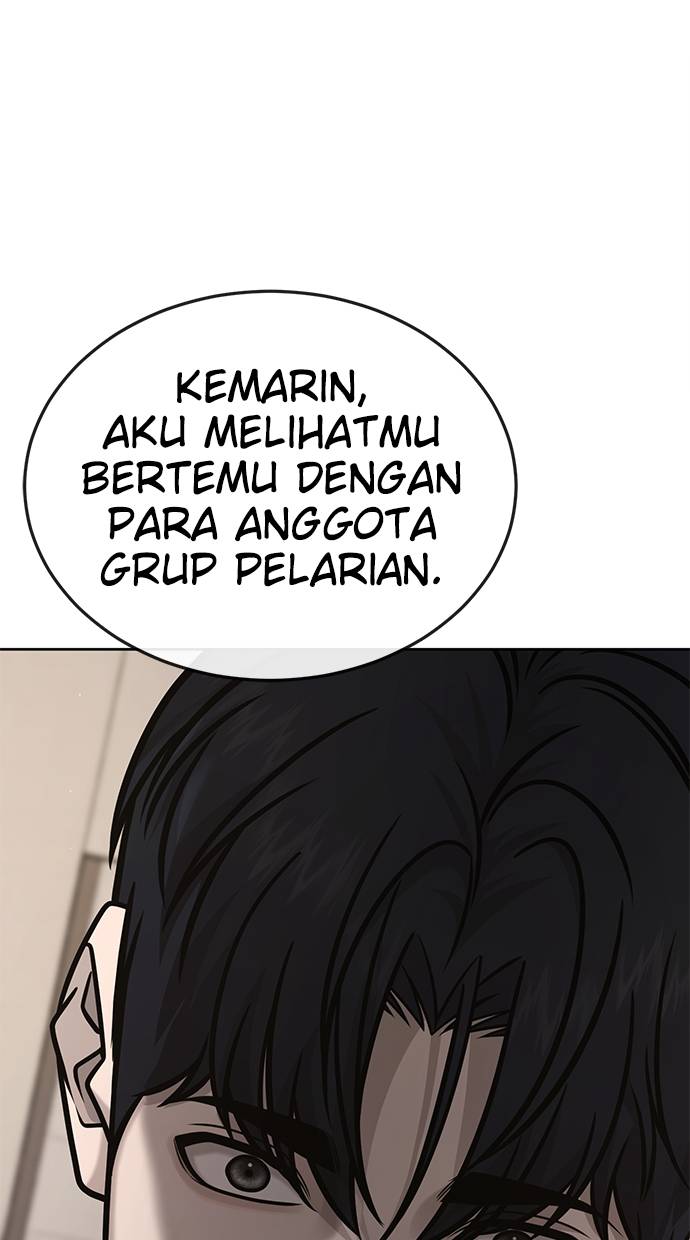 KEMARIN,
AKU MELIHATMU
BERTEMU DENGAN
PARA ANGGOTA
GRUP PELARIAN.